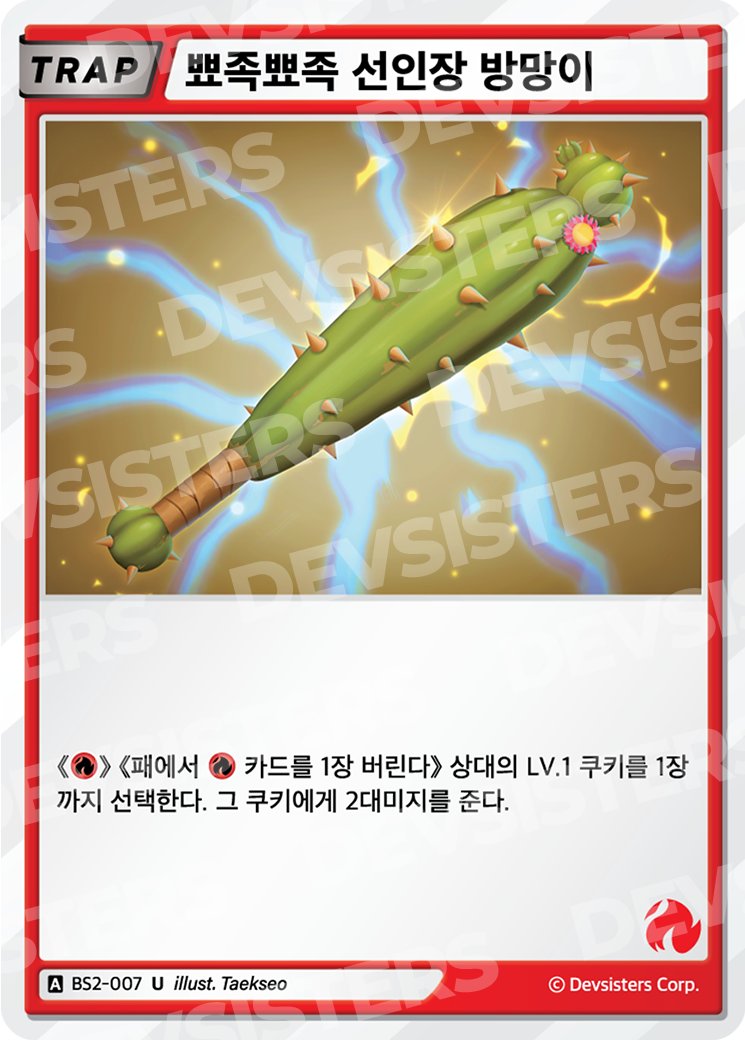 TRAP
뾰족뾰족 선인장 방망이
《🔥》《패에서 🔥 카드를 1장 버린다》 상대의 LV.1 쿠키를 1장
까지 선택한다. 그 쿠키에게 2대미지를 준다.
A BS2-007 U illust. Taekseo
© Devsisters Corp.
DEVSISTERS